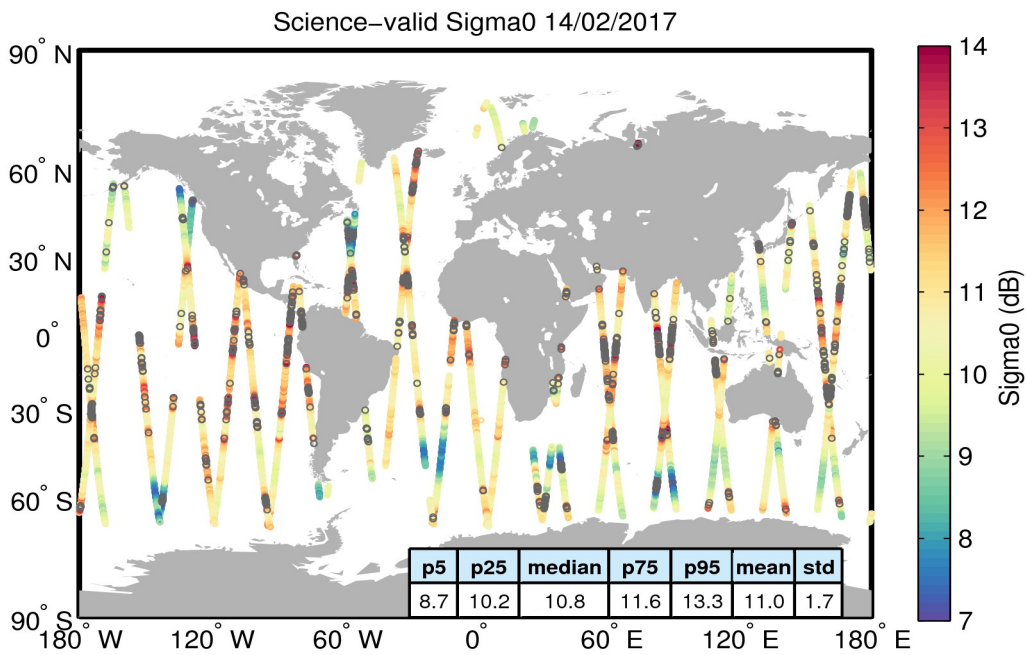 Science−valid Sigma0 14/02/2017
90° N
60° N
30° N
0°
30° S
60° S
90° S
180° W
120° W
60° W
0°
60° E
120° E
180° E
p5 p25 median p75 p95 mean std
8.7 10.2 10.8 11.6 13.3 11.0 1.7
14
13
12
11
10
9
8
7
Sigma0 (dB)